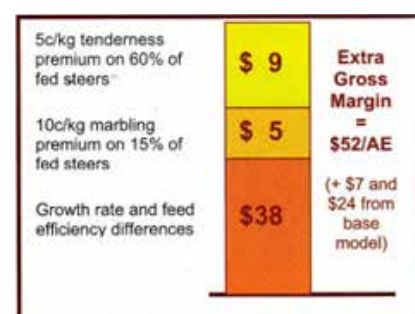 5c/kg tenderness
premium on 60% of
fed steers
$ 9
10c/kg marbling
premium on 15% of
fed steers
$ 5
Growth rate and feed
efficiency differences
$38
Extra
Gross
Margin
=
$52/AE
(+ $7 and
$24 from
base
model)